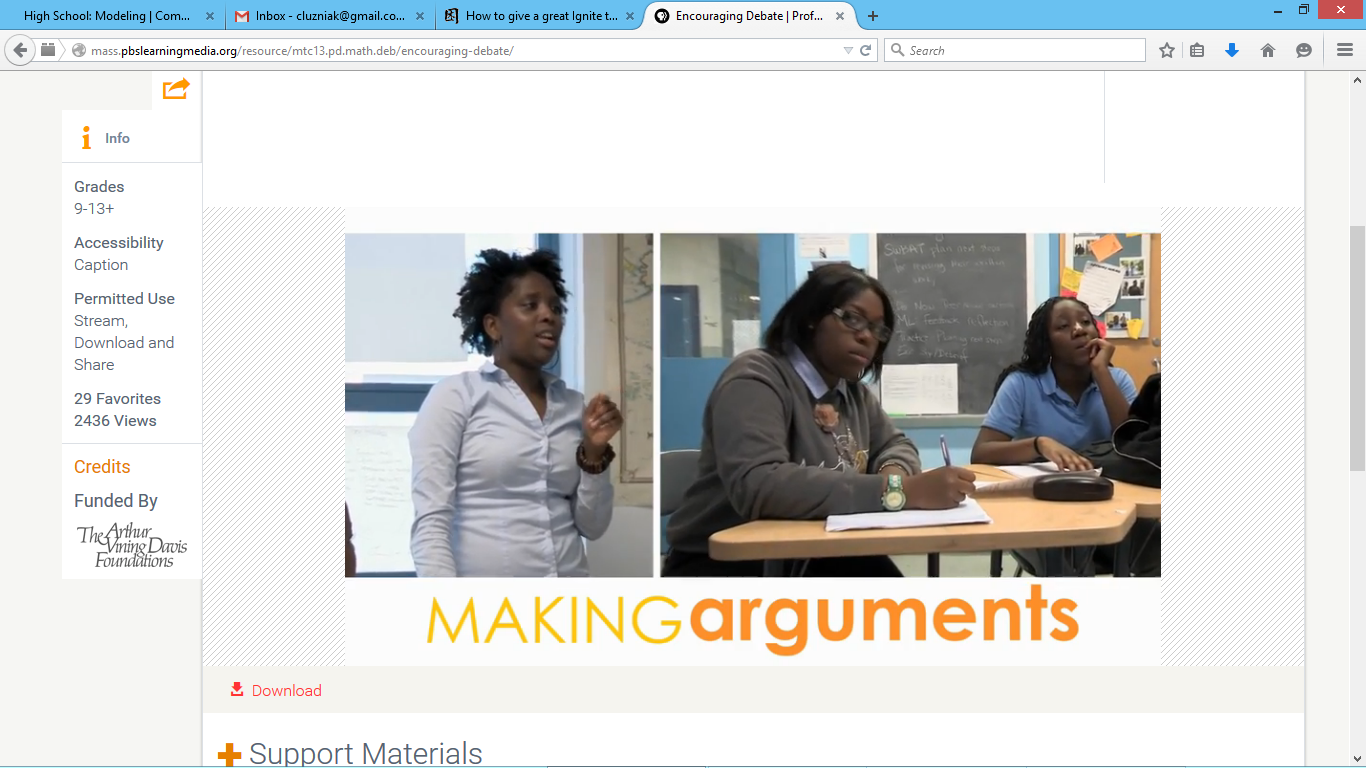 High School: Modeling | Com...
Inbox - cluzniak@gmail.co...
How to give a great Ignite t...
Encouraging Debate | Prof...
mass.pbslearningmedia.org/resource/mtc13.pd.math.deb/encouraging-debate/
Search
Info
Grades
9-13+
Accessibility
Caption
Permitted Use
Stream,
Download and
Share
29 Favorites
2436 Views
Credits
Funded By
The Arthur
Vining Davis
Foundations
MAKING arguments
Download
Support Materials